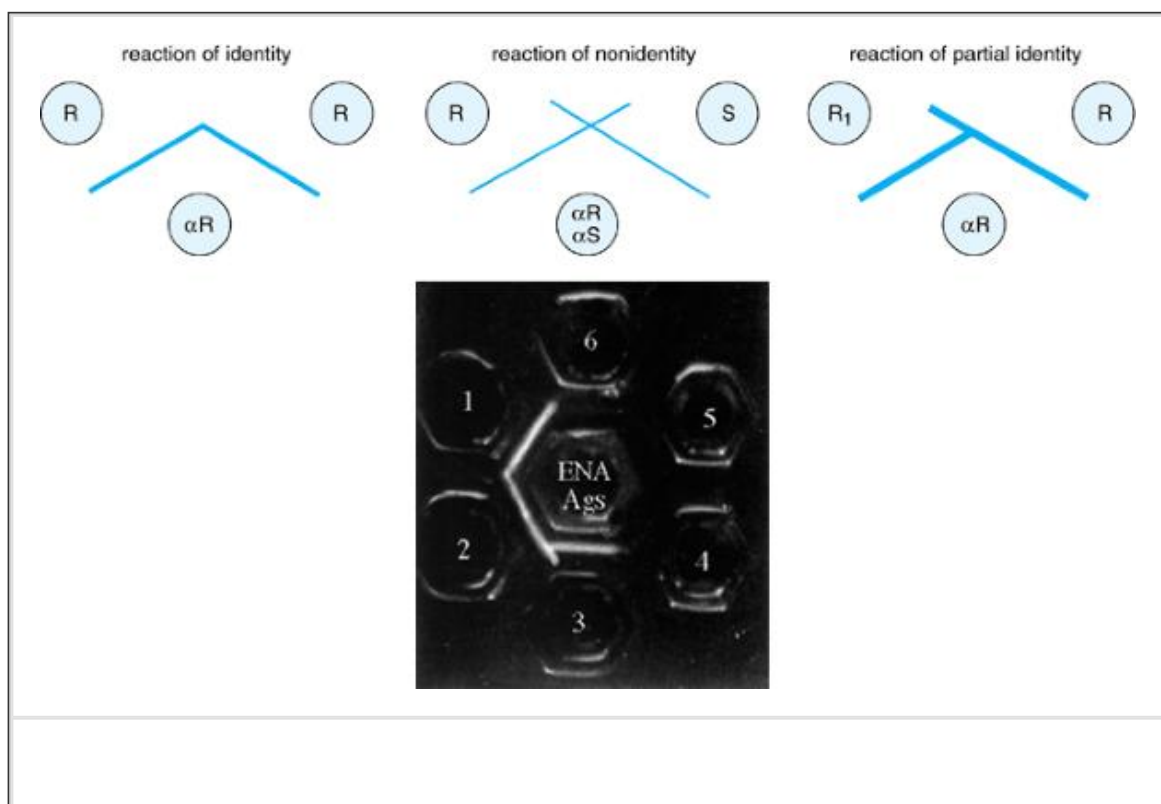 reaction of identity
reaction of nonidentity
reaction of partial identity
R
R
R
S
R₁
R
αR
αR
αS
αR
6
1
5
ENA
Ags
2
4
3